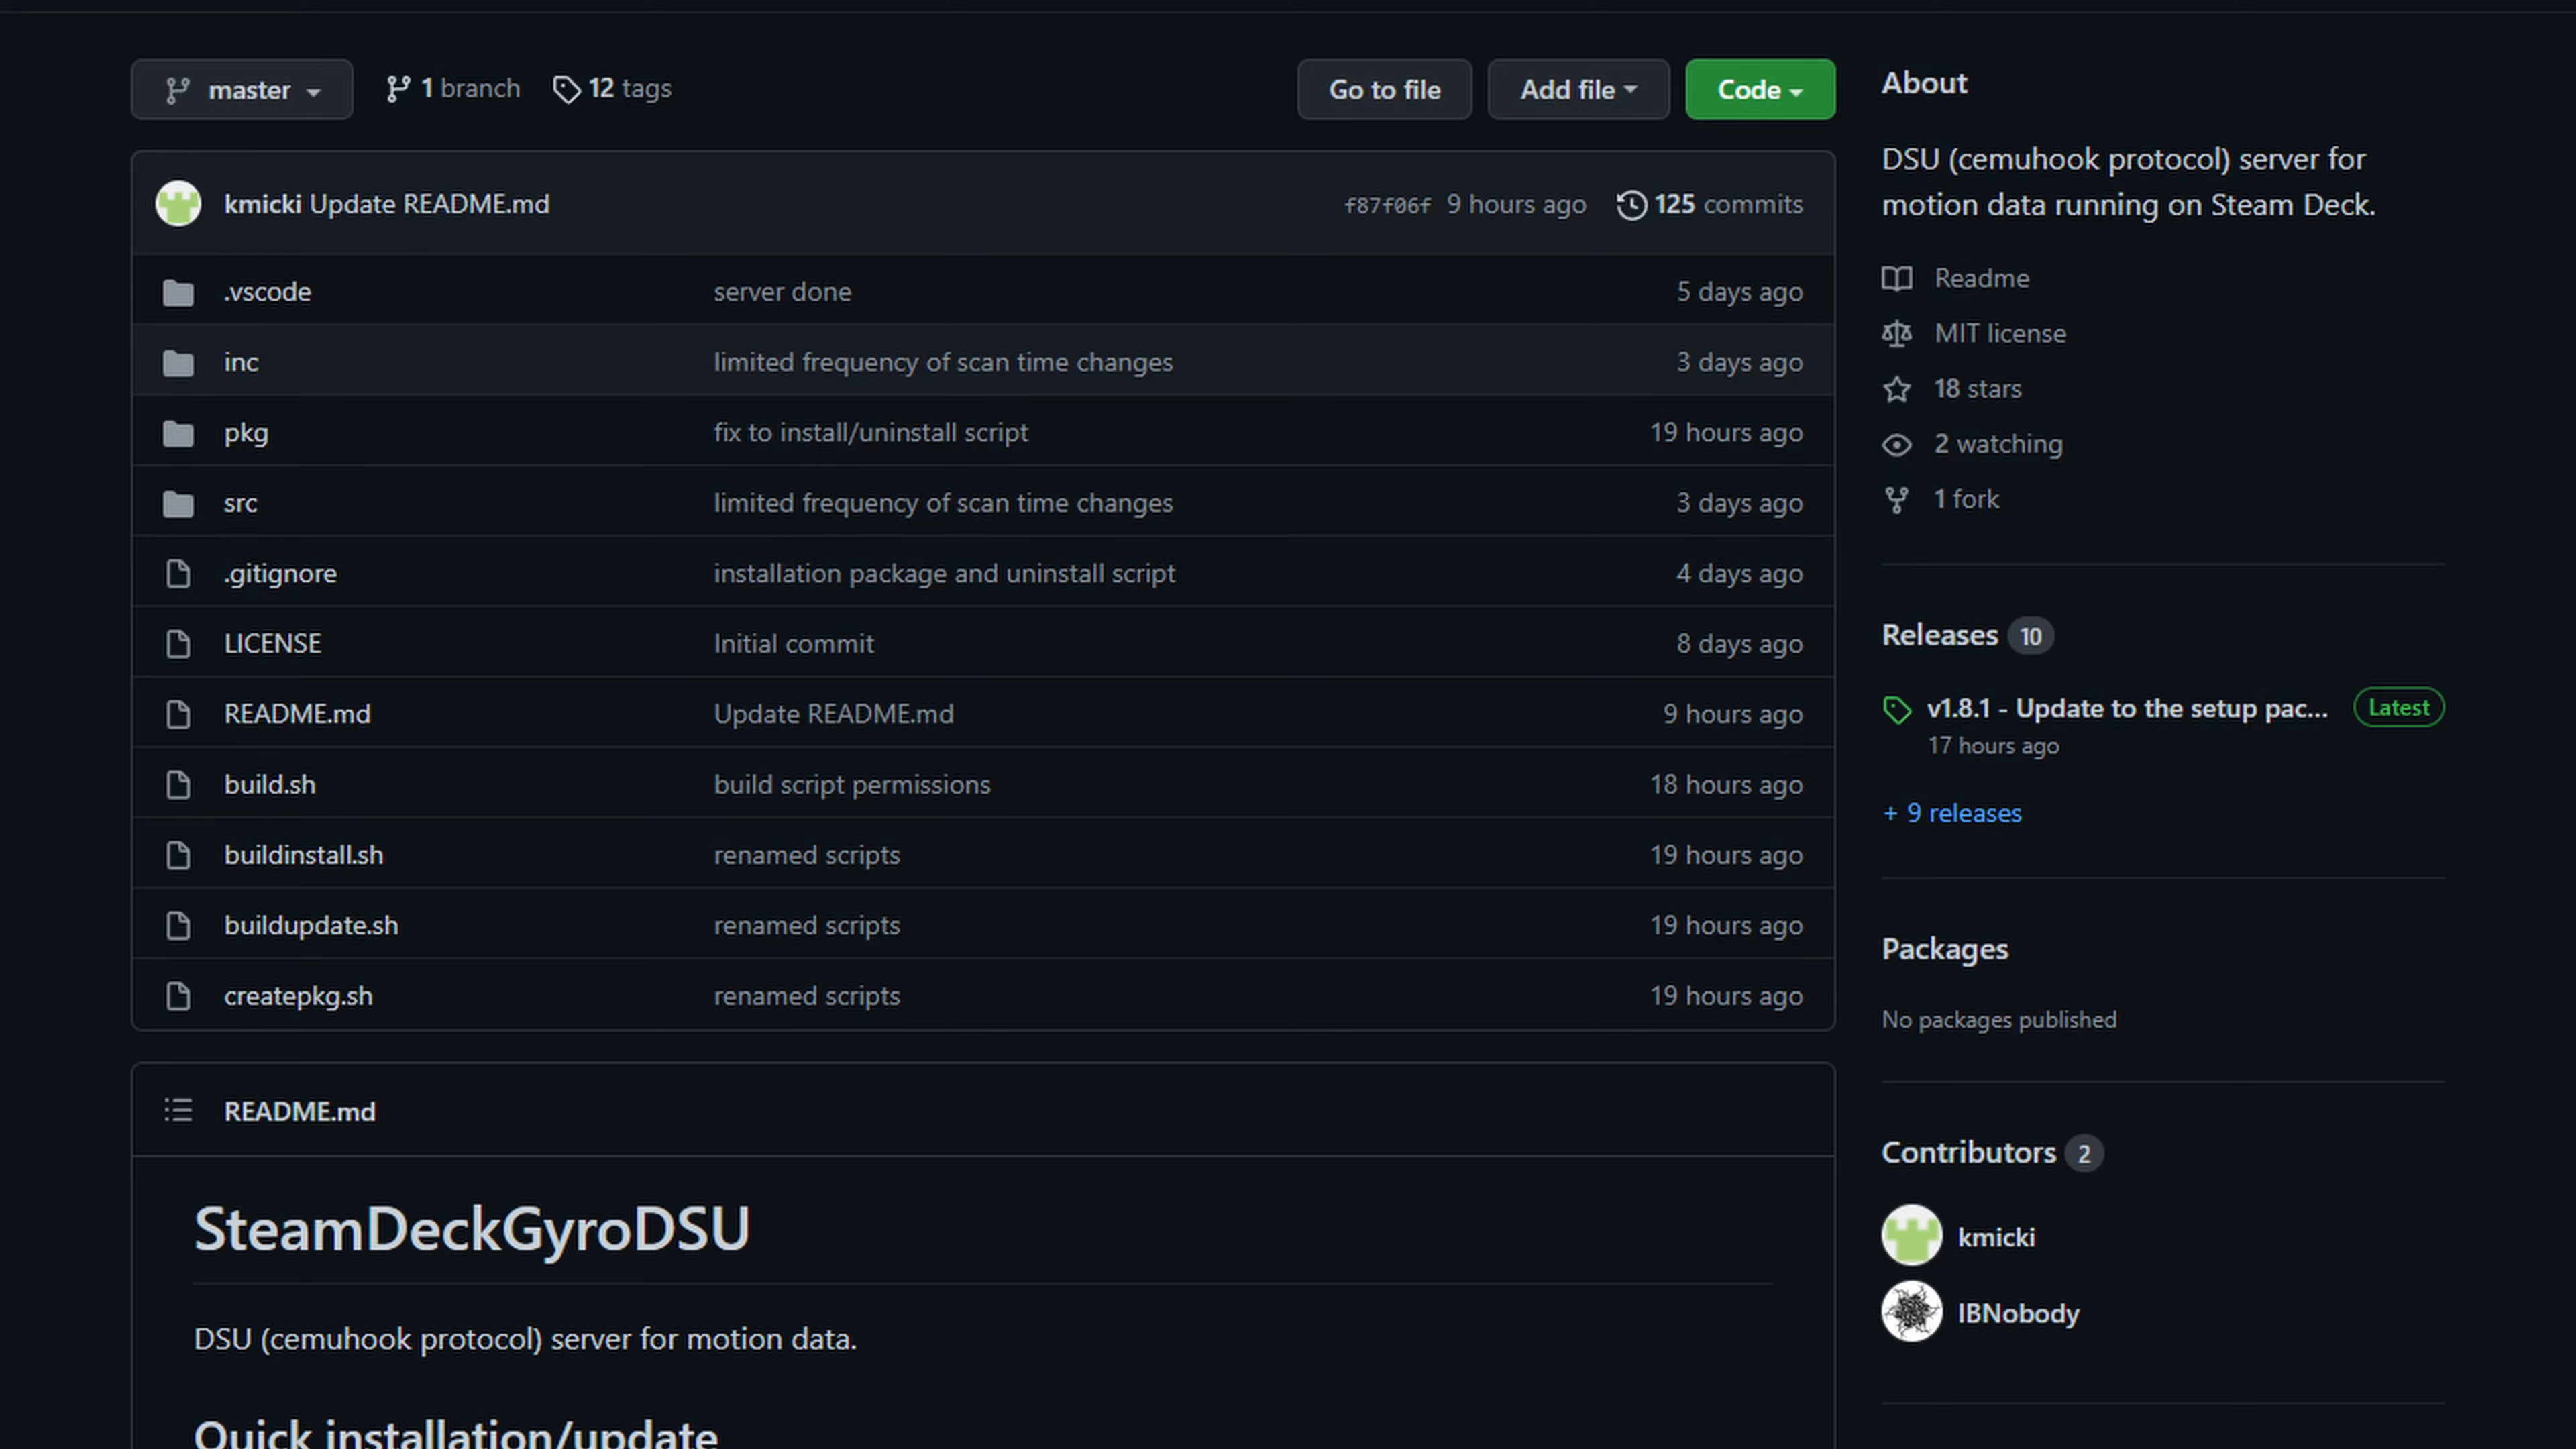 master
1 branch
12 tags
Go to file
Add file
Code
kmicki Update README.md
f87f06f 9 hours ago
125 commits
.vscode server done 5 days ago
inc limited frequency of scan time changes 3 days ago
pkg fix to install/uninstall script 19 hours ago
src limited frequency of scan time changes 3 days ago
.gitignore installation package and uninstall script 4 days ago
LICENSE Initial commit 8 days ago
README.md Update README.md 9 hours ago
build.sh build script permissions 18 hours ago
buildinstall.sh renamed scripts 19 hours ago
buildupdate.sh renamed scripts 19 hours ago
createpkg.sh renamed scripts 19 hours ago
README.md
SteamDeckGyroDSU
DSU (cemuhook protocol) server for motion data.
Quick installation/update
About
DSU (cemuhook protocol) server for
motion data running on Steam Deck.
Readme
MIT license
18 stars
2 watching
1 fork
Releases 10
v1.8.1 - Update to the setup pac... Latest
17 hours ago
+ 9 releases
Packages
No packages published
Contributors 2
kmicki
IBNobody